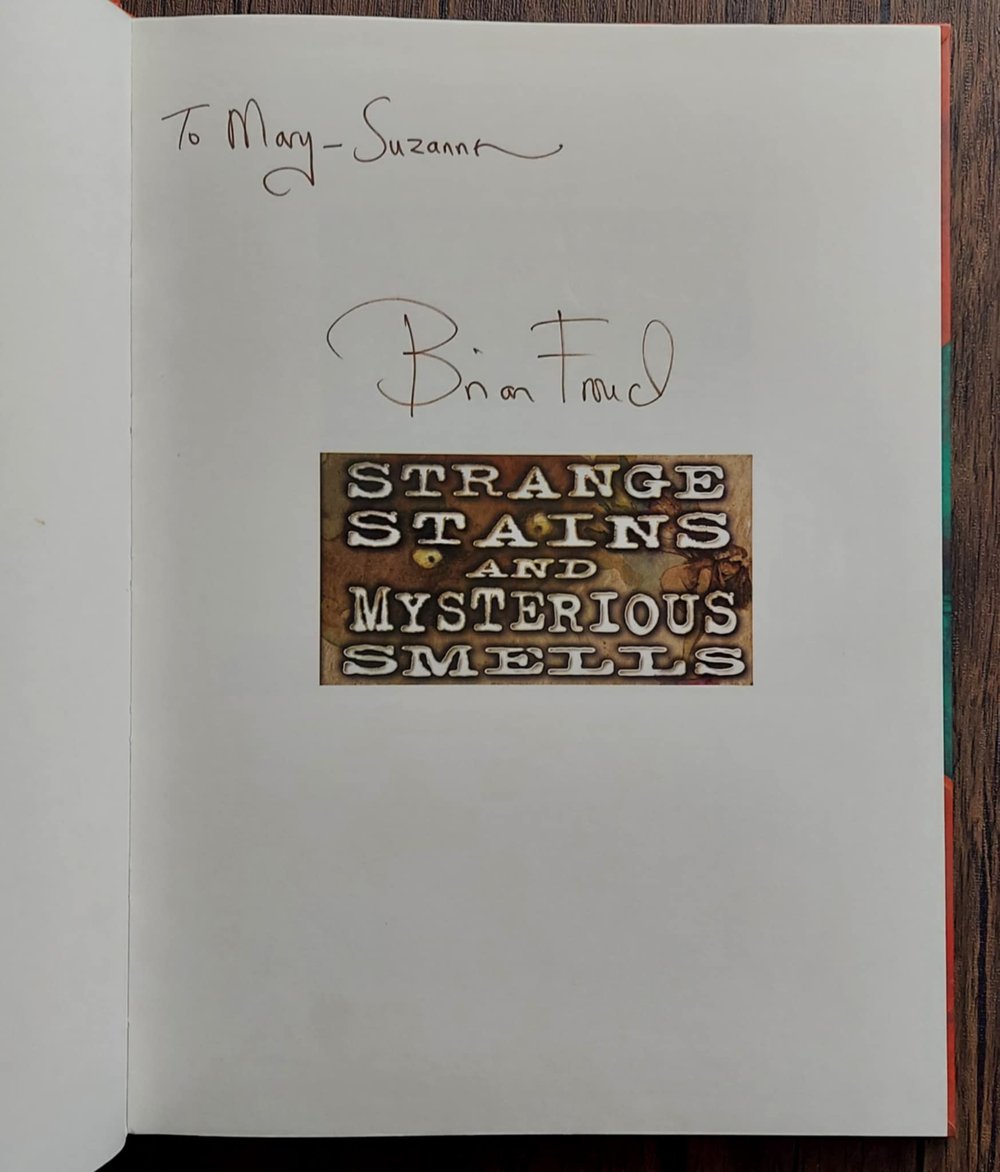 To Mary-Suzanne
Brian Froud
STRANGE
STAINS
AND
MYSTERIOUS
SMELLS